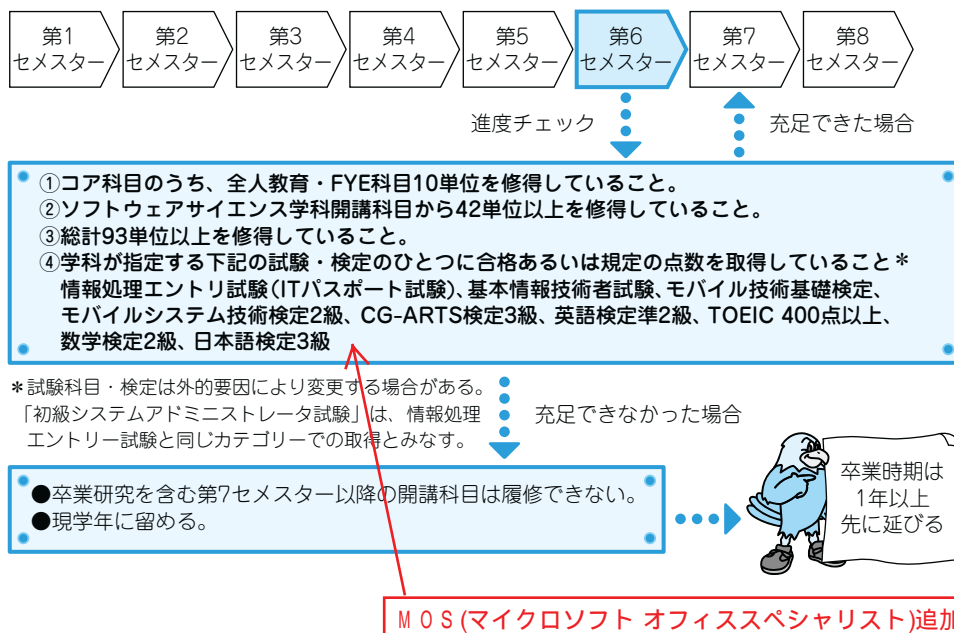 第1
セメスター
第2
セメスター
第3
セメスター
第4
セメスター
第5
セメスター
第6
セメスター
第7
セメスター
第8
セメスター
進度チェック
充足できた場合
①コア科目のうち、全人教育・FYE科目10単位を修得していること。
②ソフトウェアサイエンス学科開講科目から42単位以上を修得していること。
③総計93単位以上を修得していること。
④学科が指定する下記の試験・検定のひとつに合格あるいは規定の点数を取得していること＊
情報処理エントリ試験(ITパスポート試験)、基本情報技術者試験、モバイル技術基礎検定、
モバイルシステム技術検定2級、CG-ARTS検定3級、英語検定準2級、TOEIC 400点以上、
数学検定2級、日本語検定3級
＊試験科目・検定は外的要因により変更する場合がある。
「初級システムアドミニストレータ試験」は、情報処理
エントリー試験と同じカテゴリーでの取得とみなす。
充足できなかった場合
●卒業研究を含む第7セメスター以降の開講科目は履修できない。
●現学年に留める。
卒業時期は
1年以上
先に延びる
ＭＯＳ(マイクロソフト オフィススペシャリスト)追加